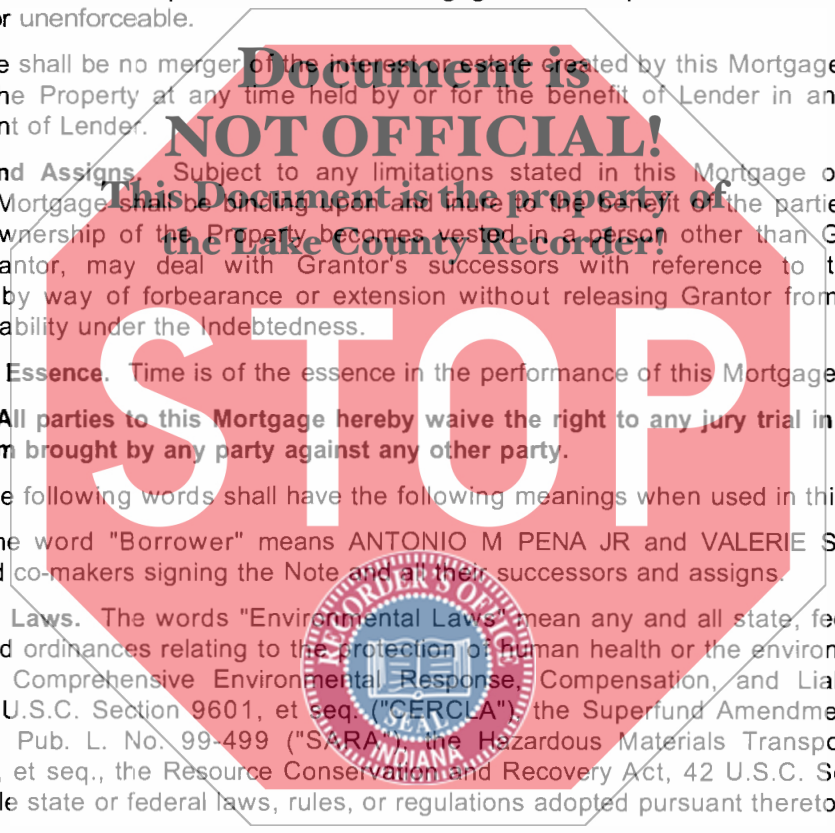 or unenforceable.
e shall be no merger of the interest or estate created by this Mortgage
he Property at any time held by or for the benefit of Lender in an
nt of Lender.
nd Assigns. Subject to any limitations stated in this Mortgage o
Mortgage shall be binding upon and inure to the benefit of the partie
wnership of the Property becomes vested in a person other than G
antor, may deal with Grantor's successors with reference to t
by way of forbearance or extension without releasing Grantor from
ability under the Indebtedness.
Essence. Time is of the essence in the performance of this Mortgage
All parties to this Mortgage hereby waive the right to any jury trial in
m brought by any party against any other party.
e following words shall have the following meanings when used in thi
he word "Borrower" means ANTONIO M PENA JR and VALERIE S
d co-makers signing the Note and all their successors and assigns.
Laws. The words "Environmental Laws" mean any and all state, fe
d ordinances relating to the protection of human health or the environ
Comprehensive Environmental Response, Compensation, and Lia
U.S.C. Section 9601, et seq. ("CERCLA"), the Superfund Amendme
Pub. L. No. 99-499 ("SARA"), the Hazardous Materials Transpo
, et seq., the Resource Conservation and Recovery Act, 42 U.S.C. S
le state or federal laws, rules, or regulations adopted pursuant thereto
Document is
NOT OFFICIAL!
This Document is the property of
the Lake County Recorder!
STOP
RECORDER'S OFFICE
SEAL
INDIANA